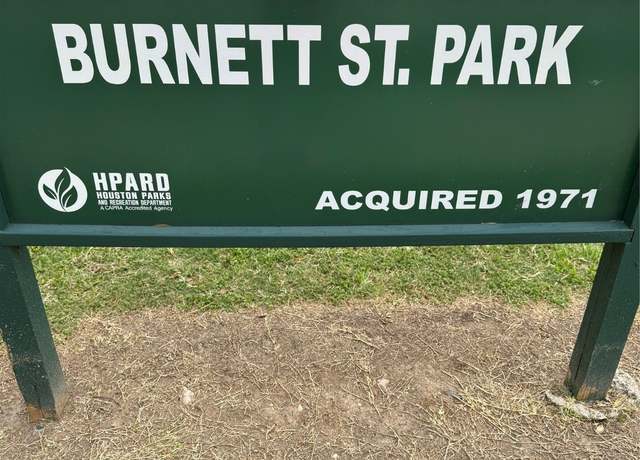 BURNETT ST. PARK
HPARD
HOUSTON PARKS
AND RECREATION DEPARTMENT
A CAPRA Accredited Agency
ACQUIRED 1971